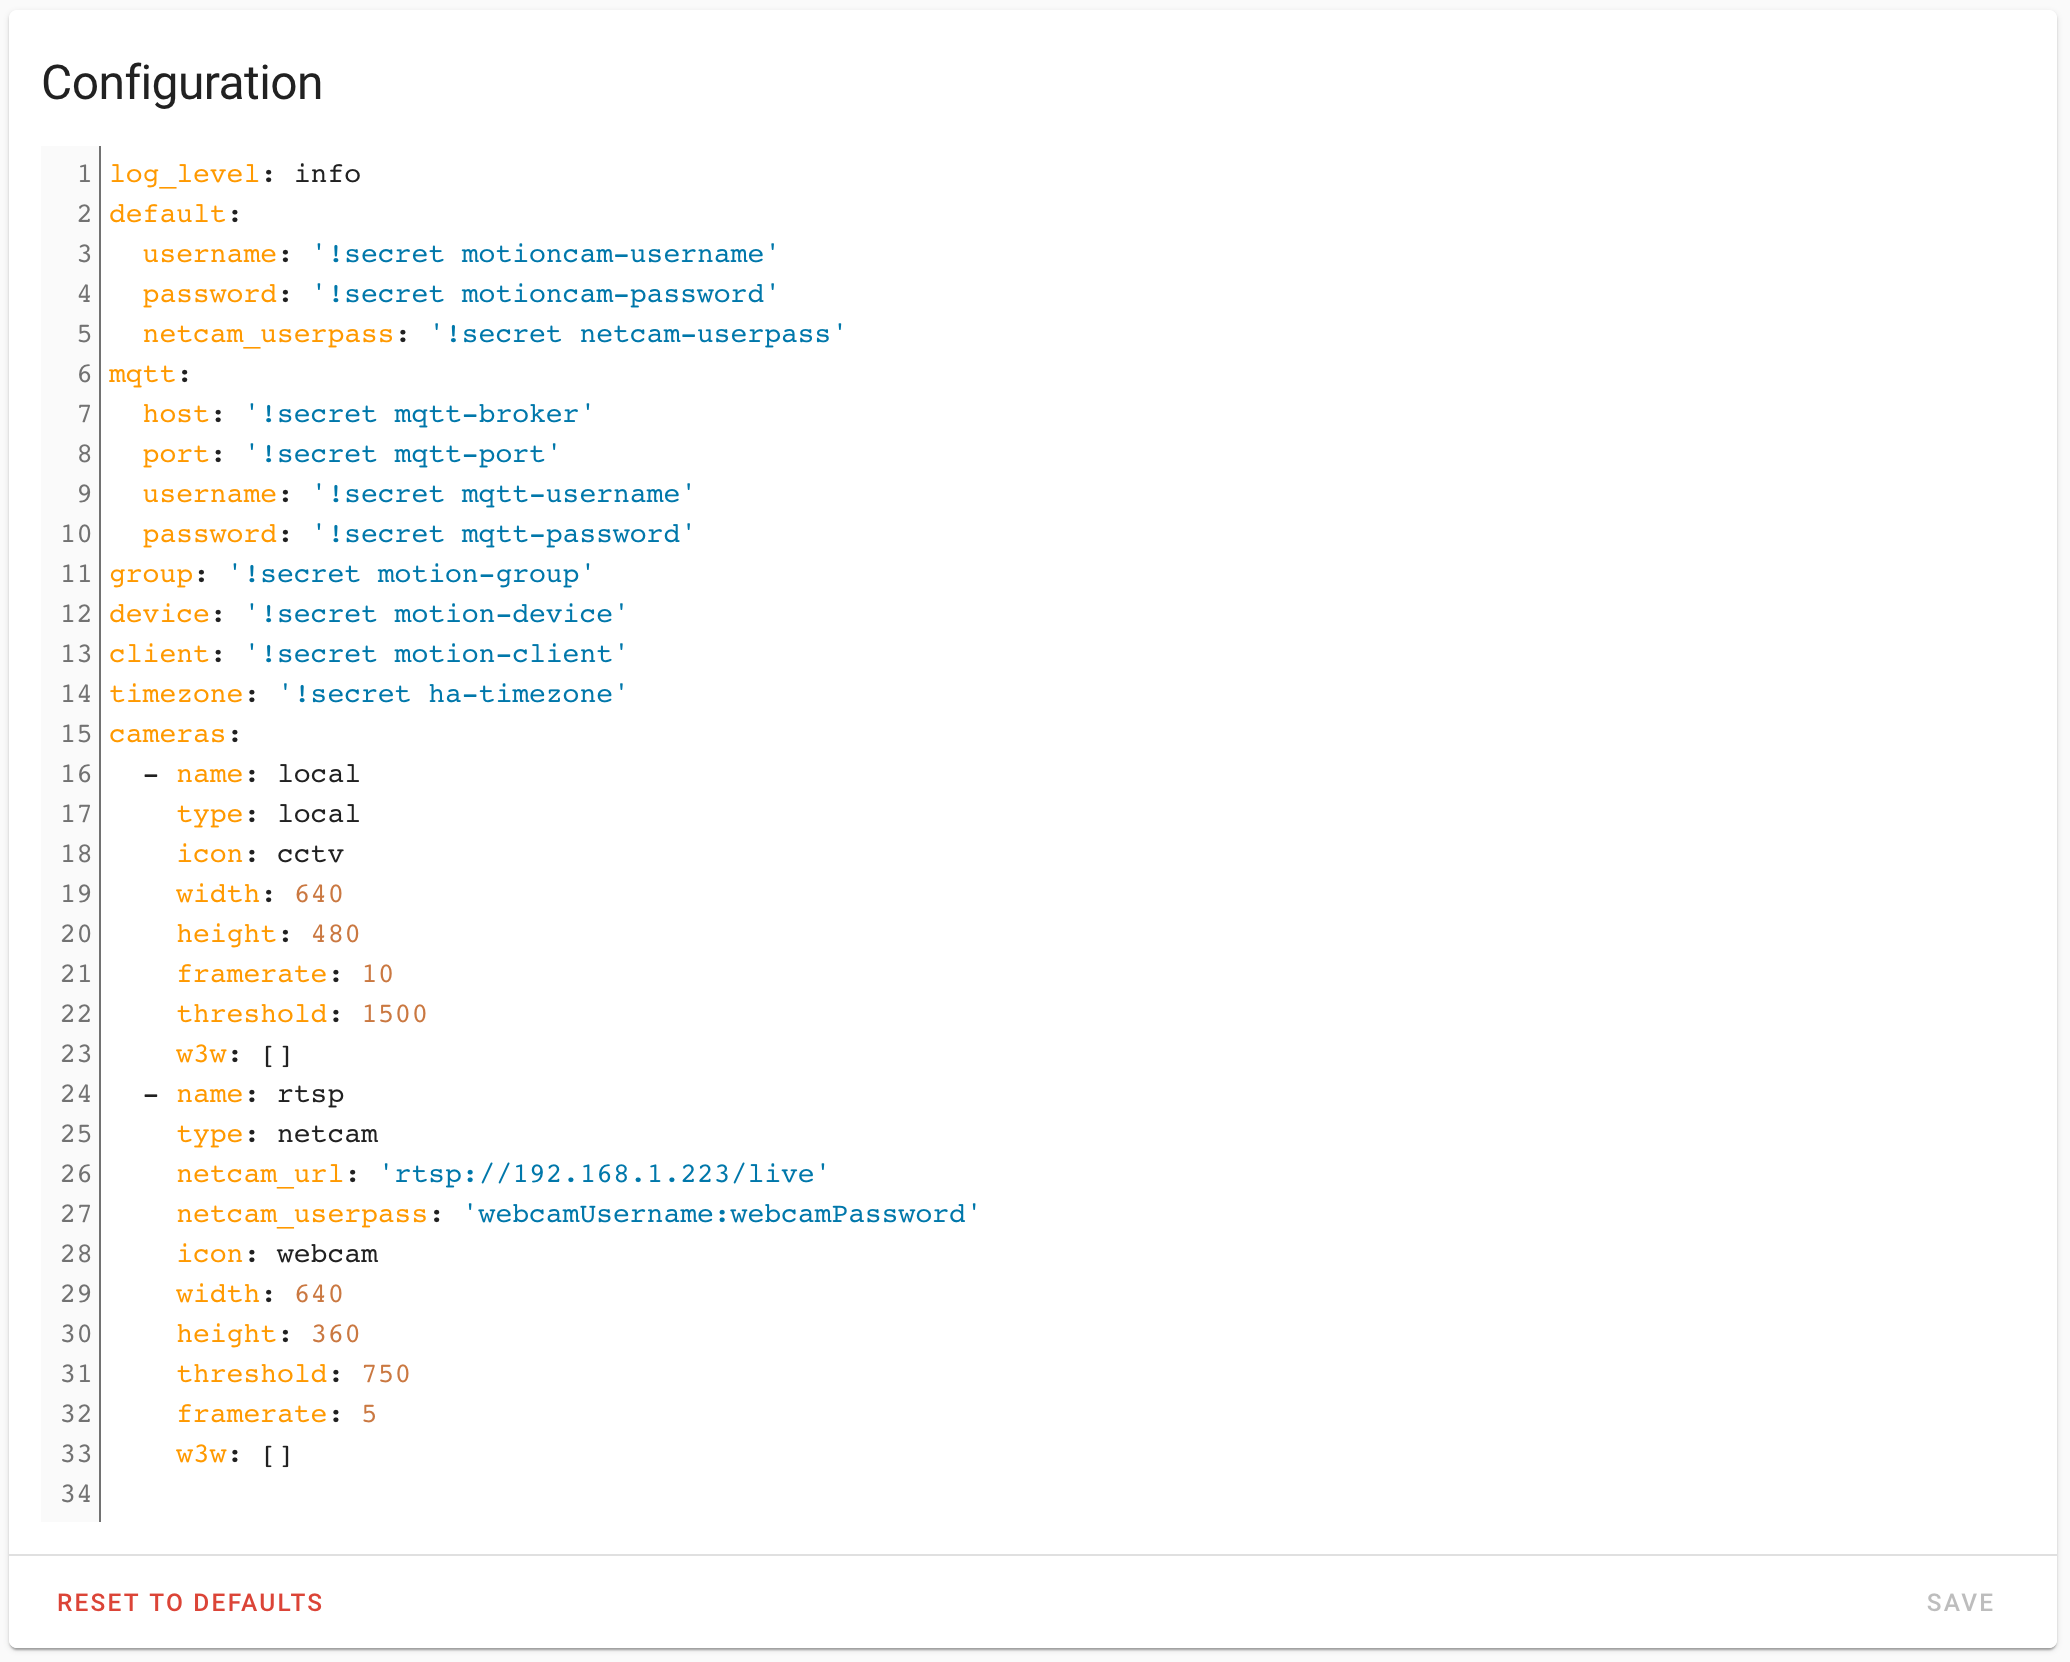 Configuration
1 log_level: info
2 default:
3   username: '!secret motioncam-username'
4   password: '!secret motioncam-password'
5   netcam_userpass: '!secret netcam-userpass'
6 mqtt:
7   host: '!secret mqtt-broker'
8   port: '!secret mqtt-port'
9   username: '!secret mqtt-username'
10   password: '!secret mqtt-password'
11 group: '!secret motion-group'
12 device: '!secret motion-device'
13 client: '!secret motion-client'
14 timezone: '!secret ha-timezone'
15 cameras:
16   - name: local
17     type: local
18     icon: cctv
19     width: 640
20     height: 480
21     framerate: 10
22     threshold: 1500
23     w3w: []
24   - name: rtsp
25     type: netcam
26     netcam_url: 'rtsp://192.168.1.223/live'
27     netcam_userpass: 'webcamUsername:webcamPassword'
28     icon: webcam
29     width: 640
30     height: 360
31     threshold: 750
32     framerate: 5
33     w3w: []
34
RESET TO DEFAULTS
SAVE